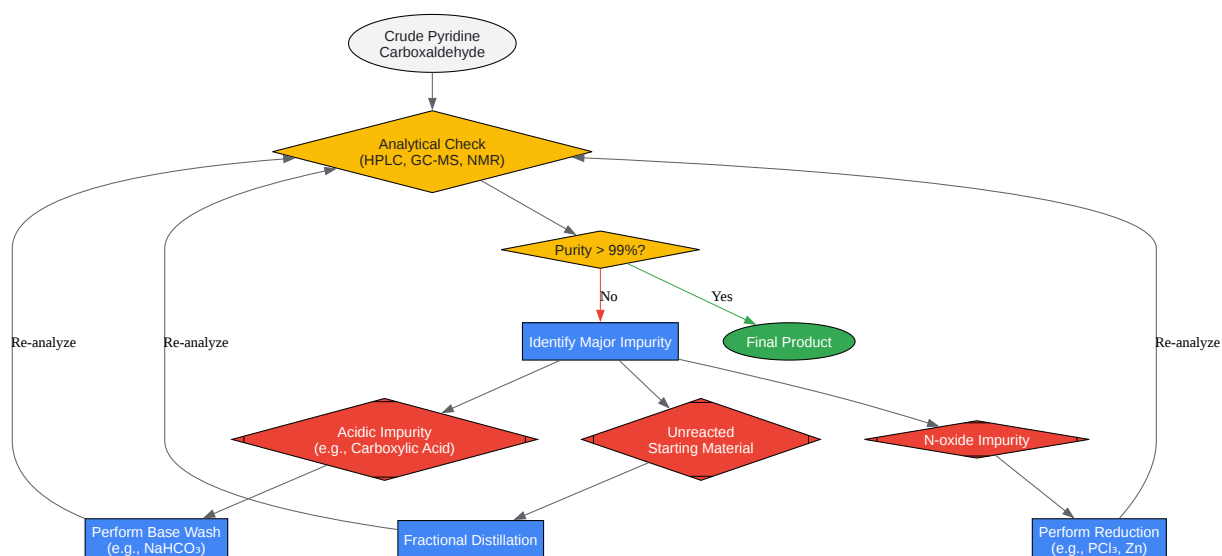 Crude Pyridine
Carboxaldehyde
Analytical Check
(HPLC, GC-MS, NMR)
Purity > 99%?
No
Yes
Identify Major Impurity
Final Product
Re-analyze
Re-analyze
Re-analyze
Acidic Impurity
(e.g., Carboxylic Acid)
Unreacted
Starting Material
N-oxide Impurity
Perform Base Wash
(e.g., NaHCO₃)
Fractional Distillation
Perform Reduction
(e.g., PCl₃, Zn)